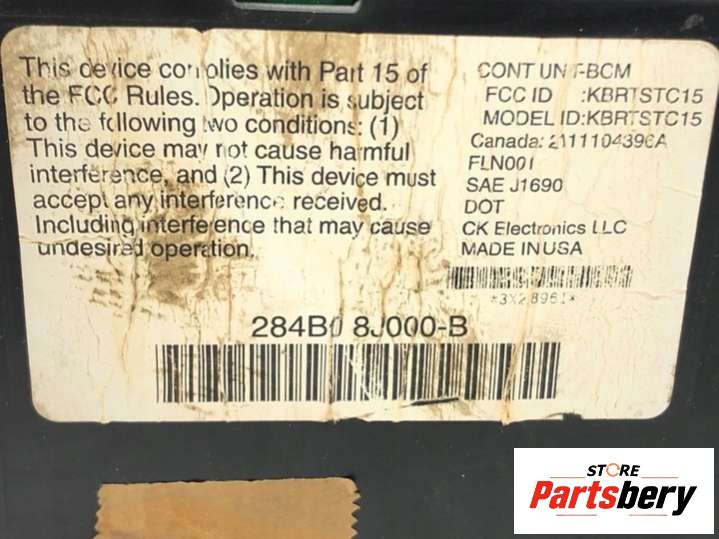 This device complies with Part 15 of
the FCC Rules. Operation is subject
to the following two conditions: (1)
This device may not cause harmful
interference, and (2) This device must
accept any interference received.
Including interference that may cause
undesired operation.
CONT UNIT-BCM
FCC ID :KBRTSTC15
MODEL ID:KBRTSTC15
Canada:
FLN001
SAE J1690
DOT
CK Electronics LLC
MADE IN USA
284B0 8J000-B
STORE
Partsbery